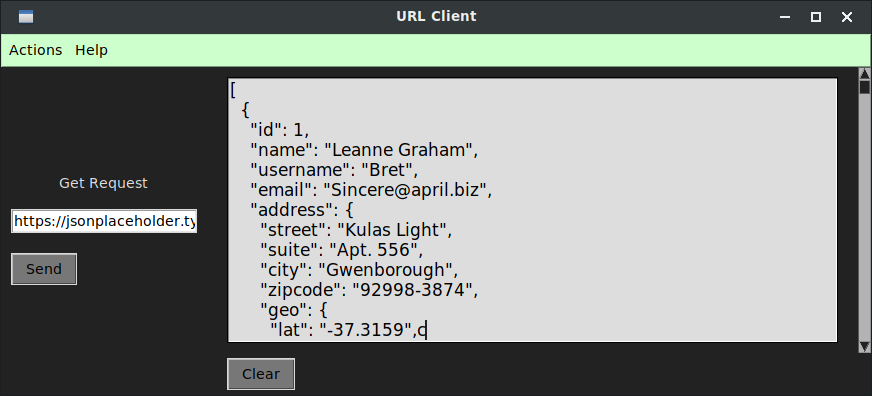 URL Client
Actions Help
Get Request
https://jsonplaceholder.ty
Send
[
{
"id": 1,
"name": "Leanne Graham",
"username": "Bret",
"email": "Sincere@april.biz",
"address": {
"street": "Kulas Light",
"suite": "Apt. 556",
"city": "Gwenborough",
"zipcode": "92998-3874",
"geo": {
"lat": "-37.3159",c
Clear